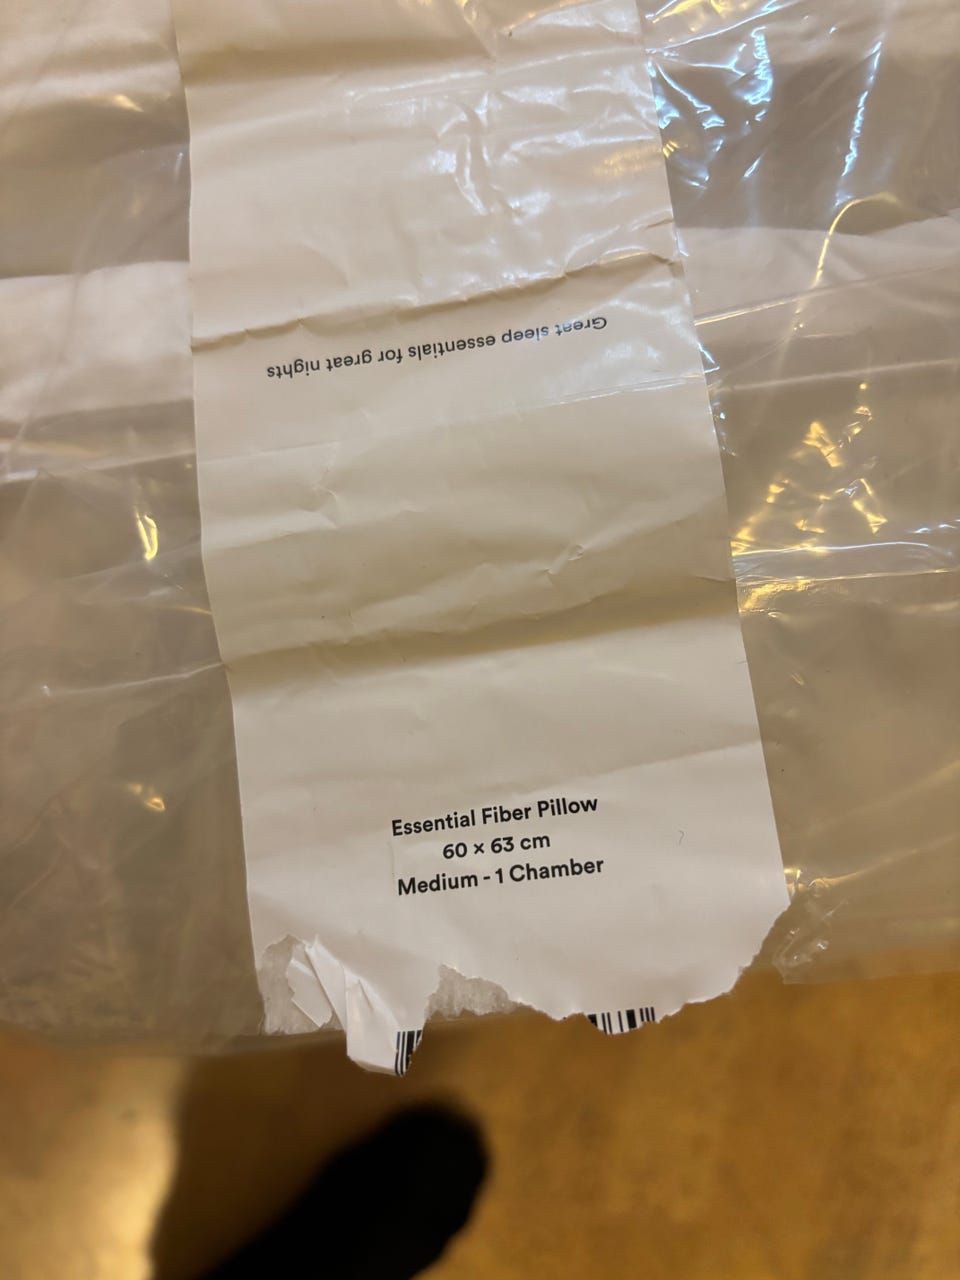 Great sleep essentials for great nights
Essential Fiber Pillow
60 × 63 cm
Medium - 1 Chamber